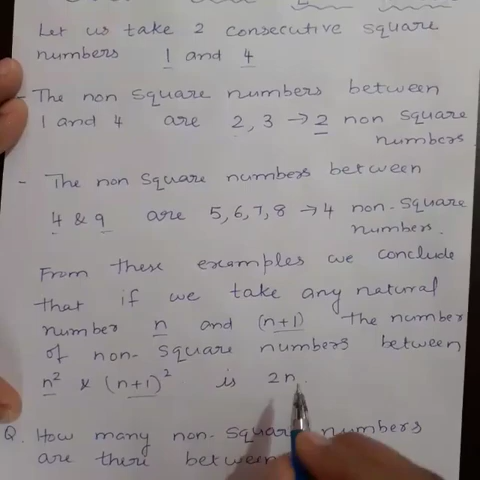 Let us take 2 consecutive square
numbers 1 and 4
- The non square numbers between
1 and 4 are 2, 3 → 2 non square
numbers.
- The non square numbers between
4 & 9 are 5, 6, 7, 8 → 4 non-square
numbers.
From these examples we conclude
that if we take any natural
number n and (n+1) the number
of non-square numbers between
n² & (n+1)² is 2n.
Q. How many non-square numbers
are there between